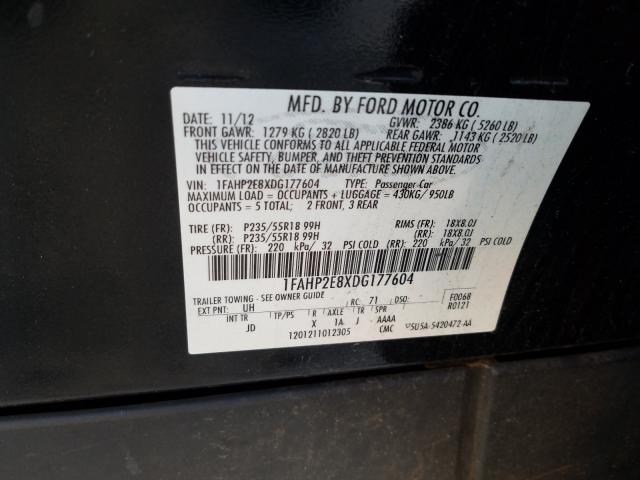 MFD. BY FORD MOTOR CO.
DATE: 11/12 GVWR: 2386 KG ( 5260 LB)
FRONT GAWR: 1279 KG ( 2820 LB) REAR GAWR: 1143 KG ( 2520LB)
THIS VEHICLE CONFORMS TO ALL APPLICABLE FEDERAL MOTOR
VEHICLE SAFETY, BUMPER, AND THEFT PREVENTION STANDARDS
IN EFFECT ON THE DATE OF MANUFACTURE SHOWN ABOVE.
VIN: 1FAHP2E8XDG177604 TYPE: Passenger Car
MAXIMUM LOAD = OCCUPANTS + LUGGAGE = 430KG/ 950LB
OCCUPANTS = 5 TOTAL; 2 FRONT, 3 REAR
TIRE (FR): P235/55R18 99H RIMS (FR): 18X8.0J
(RR): P235/55R18 99H (RR): 18X8.0J
PRESSURE (FR): 220 kPa/ 32 PSI COLD (RR): 220 kPa/ 32 PSI COLD
1FAHP2E8XDG177604
TRAILER TOWING - SEE OWNER GUIDE
EXT PNT: UH RC: 71 DSO: F0068
R0121
INT TR TP/PS R AXLE TR SPR
JD X 1A J AAAA
1201211012305 CMC 5U5A-5420472-AA